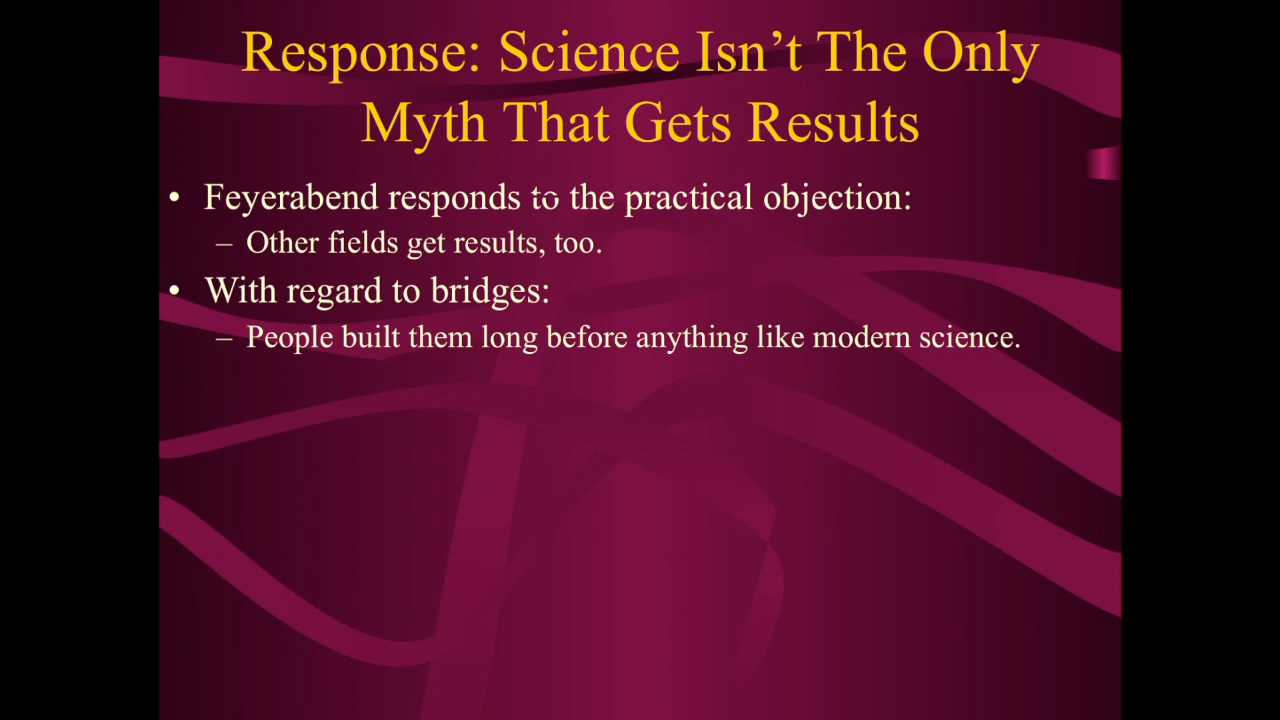 Response: Science Isn’t The Only
Myth That Gets Results
• Feyerabend responds to the practical objection:
– Other fields get results, too.
• With regard to bridges:
– People built them long before anything like modern science.